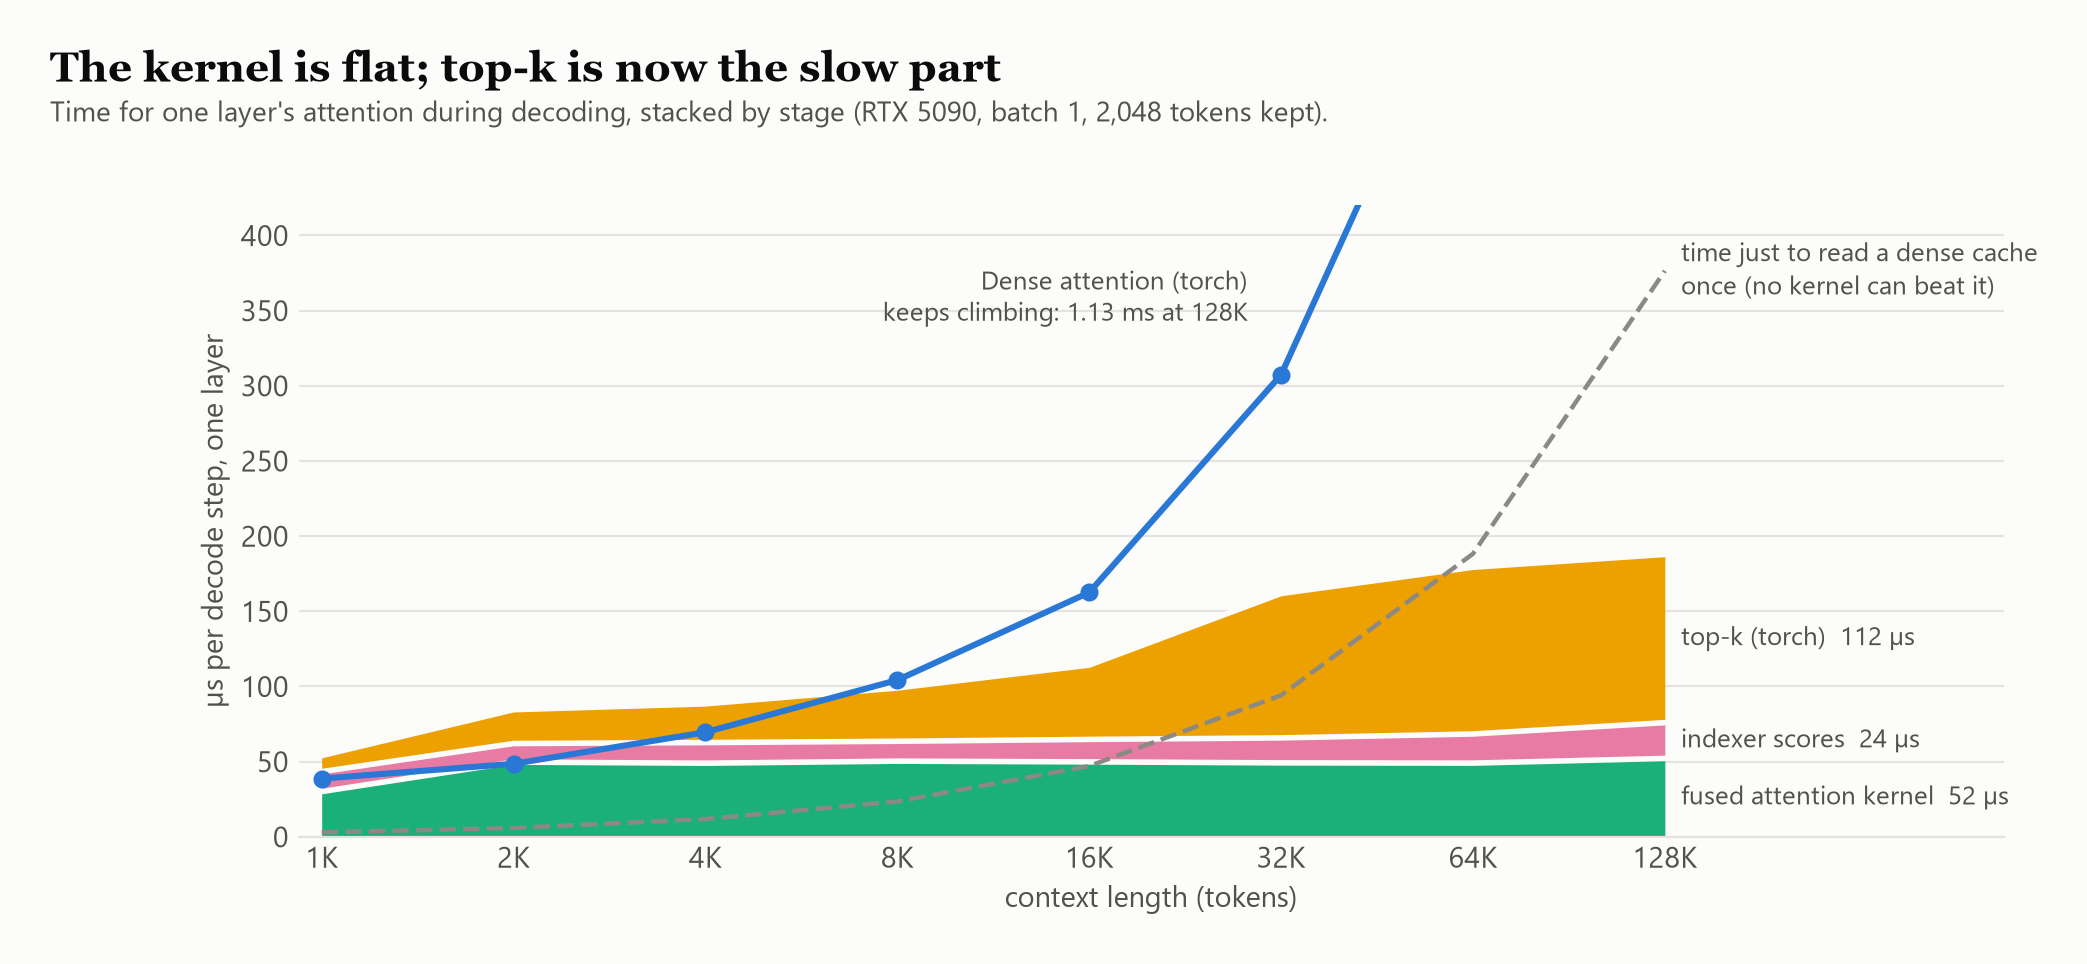 The kernel is flat; top-k is now the slow part
Time for one layer's attention during decoding, stacked by stage (RTX 5090, batch 1, 2,048 tokens kept).
400
350
300
250
200
150
100
50
0
µs per decode step, one layer
Dense attention (torch)
keeps climbing: 1.13 ms at 128K
time just to read a dense cache
once (no kernel can beat it)
top-k (torch) 112 µs
indexer scores 24 µs
fused attention kernel 52 µs
1K 2K 4K 8K 16K 32K 64K 128K
context length (tokens)